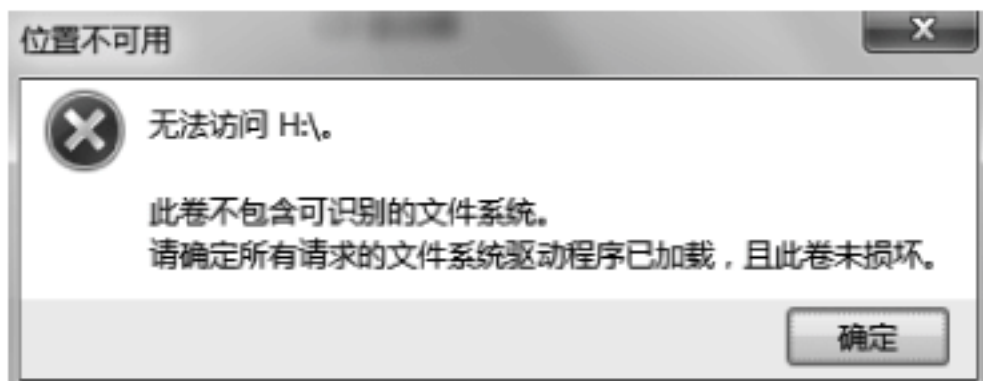 位置不可用
无法访问 H:\。
此卷不包含可识别的文件系统。
请确定所有请求的文件系统驱动程序已加载，且此卷未损坏。
确定